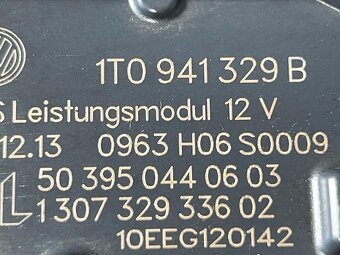 1T0 941 329 B
S Leistungsmodul 12 V
12.13 0963 H06 S0009
L 50 395 044 06 03
1 307 329 336 02
10EEG120142